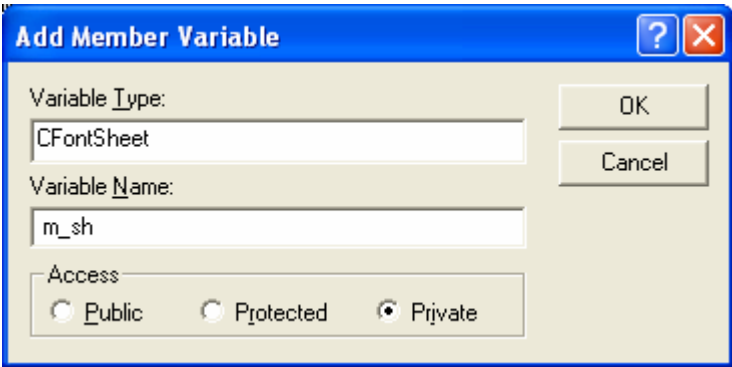 Add Member Variable
Variable Type:
OK
CFontSheet
Cancel
Variable Name:
m_sh
Access
Public Protected Private